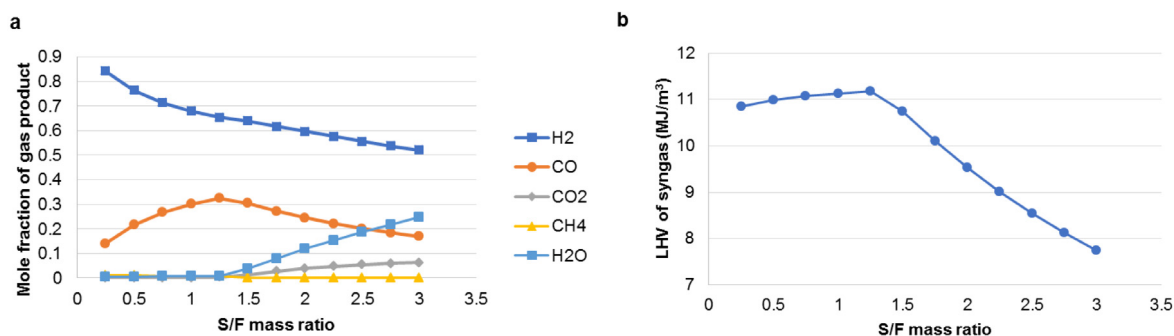 a
Mole fraction of gas product
0.9
0.8
0.7
0.6
0.5
0.4
0.3
0.2
0.1
0
0 0.5 1 1.5 2 2.5 3 3.5
S/F mass ratio
H2
CO
CO2
CH4
H2O
b
LHV of syngas (MJ/m³)
12
11
10
9
8
7
0 0.5 1 1.5 2 2.5 3 3.5
S/F mass ratio